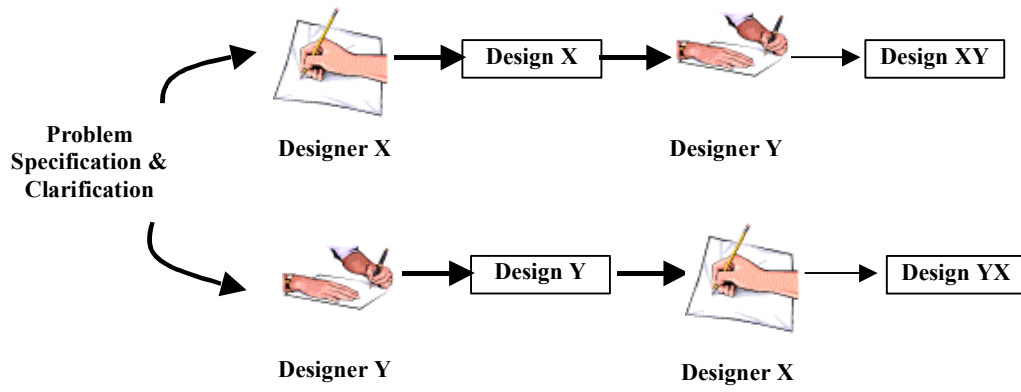 Design X
Design XY
Designer X
Designer Y
Problem
Specification &
Clarification
Design Y
Design YX
Designer Y
Designer X